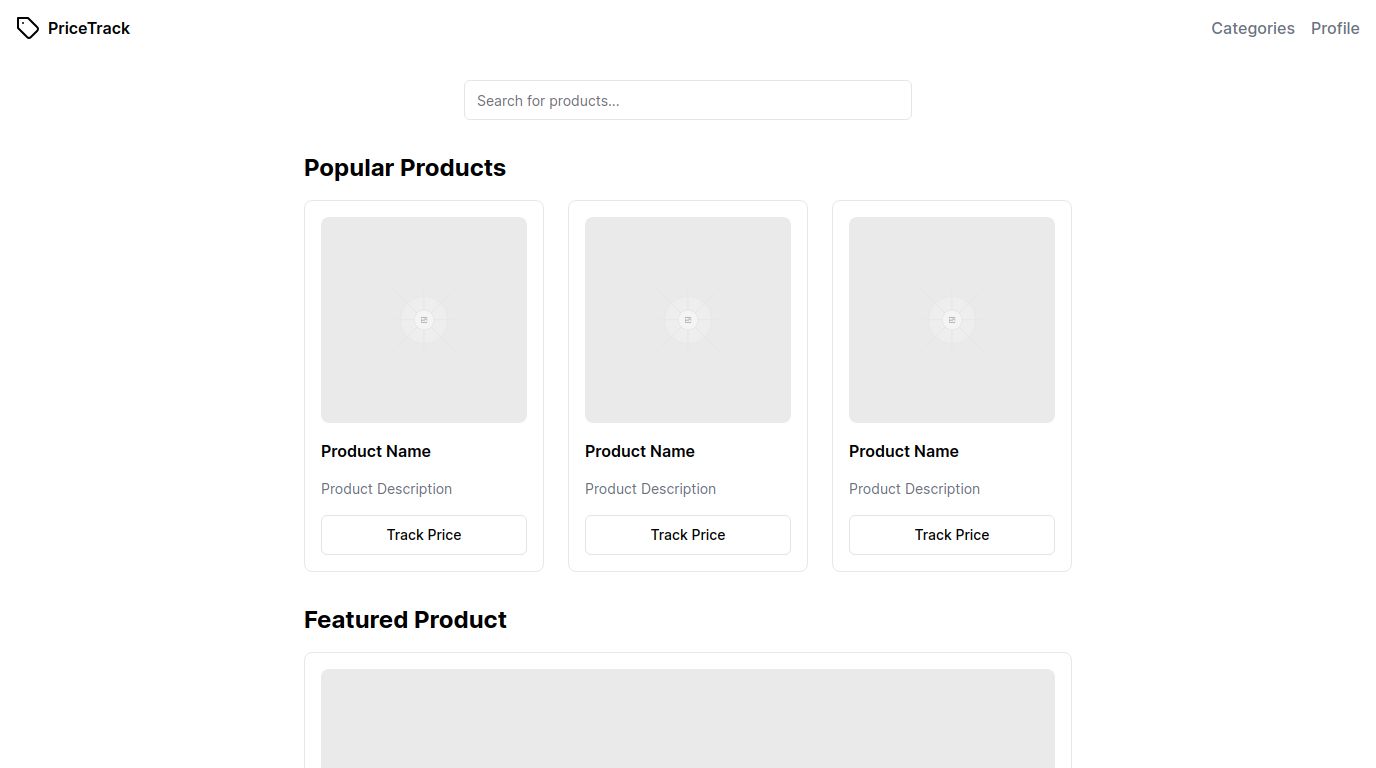 PriceTrack
Categories Profile
Search for products...
Popular Products
Product Name Product Name Product Name
Product Description Product Description Product Description
Track Price Track Price Track Price
Featured Product